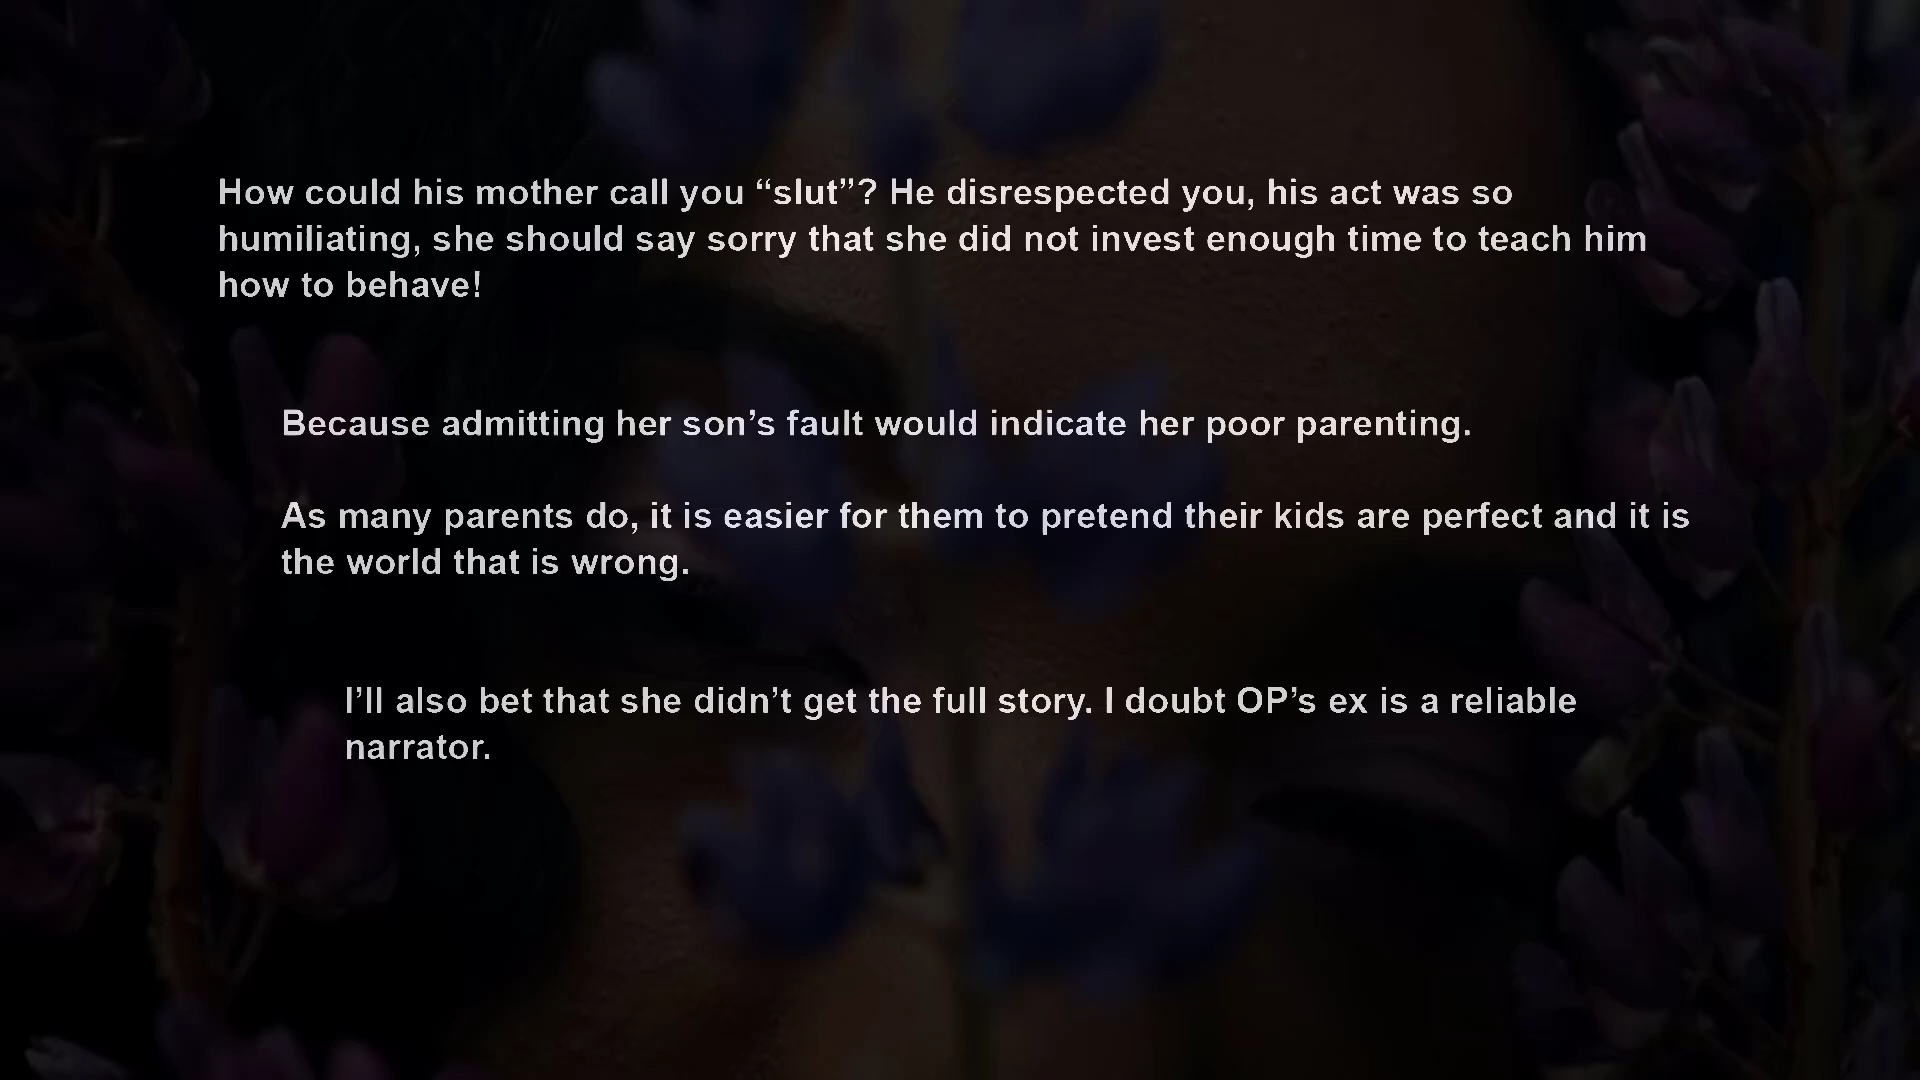 How could his mother call you “slut”? He disrespected you, his act was so
humiliating, she should say sorry that she did not invest enough time to teach him
how to behave!
Because admitting her son’s fault would indicate her poor parenting.
As many parents do, it is easier for them to pretend their kids are perfect and it is
the world that is wrong.
I’ll also bet that she didn’t get the full story. I doubt OP’s ex is a reliable
narrator.